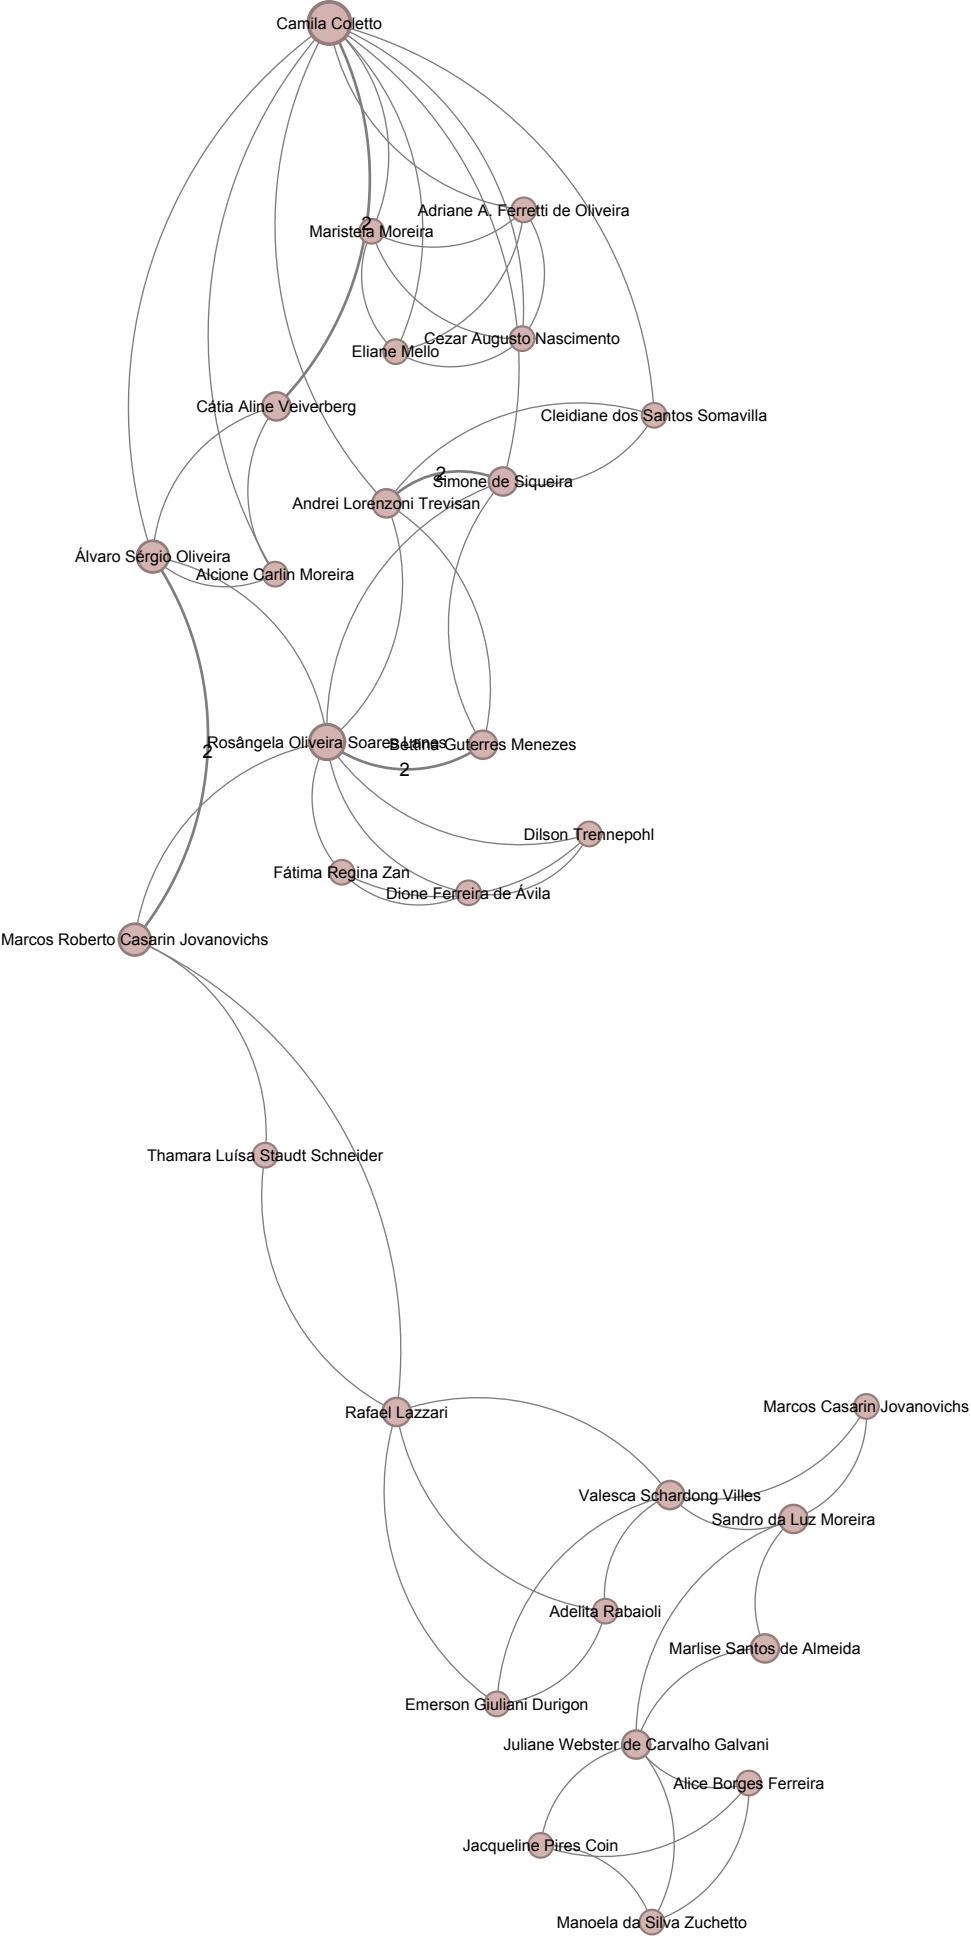 Camila Coletto
Adriane A. Ferretti de Oliveira
2
Maristela Moreira
Cezar Augusto Nascimento
Eliane Mello
Cátia Aline Veiverberg
Cleidiane dos Santos Somavilla
2
Simone de Siqueira
Andrei Lorenzoni Trevisan
Álvaro Sérgio Oliveira
Alcione Carlin Moreira
Rosângela Oliveira Soares Lanes
Bettina Guterres Menezes
2
2
Dilson Trennepohl
Fátima Regina Zan
Dione Ferreira de Ávila
Marcos Roberto Casarin Jovanovichs
Thamara Luísa Staudt Schneider
Marcos Casarin Jovanovichs
Rafael Lazzari
Valesca Schardong Villes
Sandro da Luz Moreira
Adelita Rabaioli
Marlise Santos de Almeida
Emerson Giuliani Durigon
Juliane Webster de Carvalho Galvani
Alice Borges Ferreira
Jacqueline Pires Coin
Manoela da Silva Zuchetto